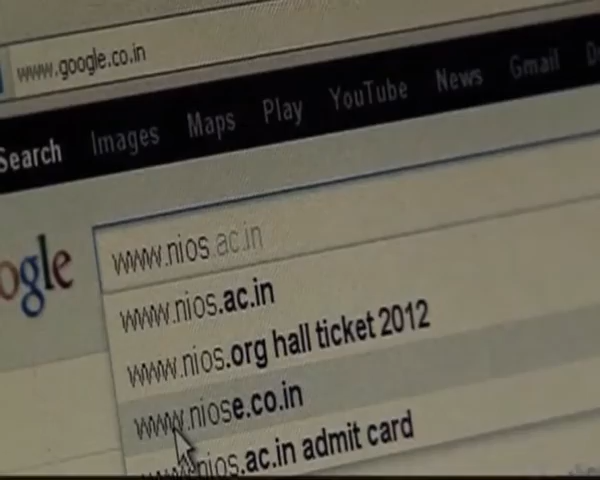 www.google.co.in
Search Images Maps Play YouTube News Gmail
ogle
www.nios.ac.in
www.nios.ac.in
www.nios.org hall ticket 2012
www.niose.co.in
www.nios.ac.in admit card